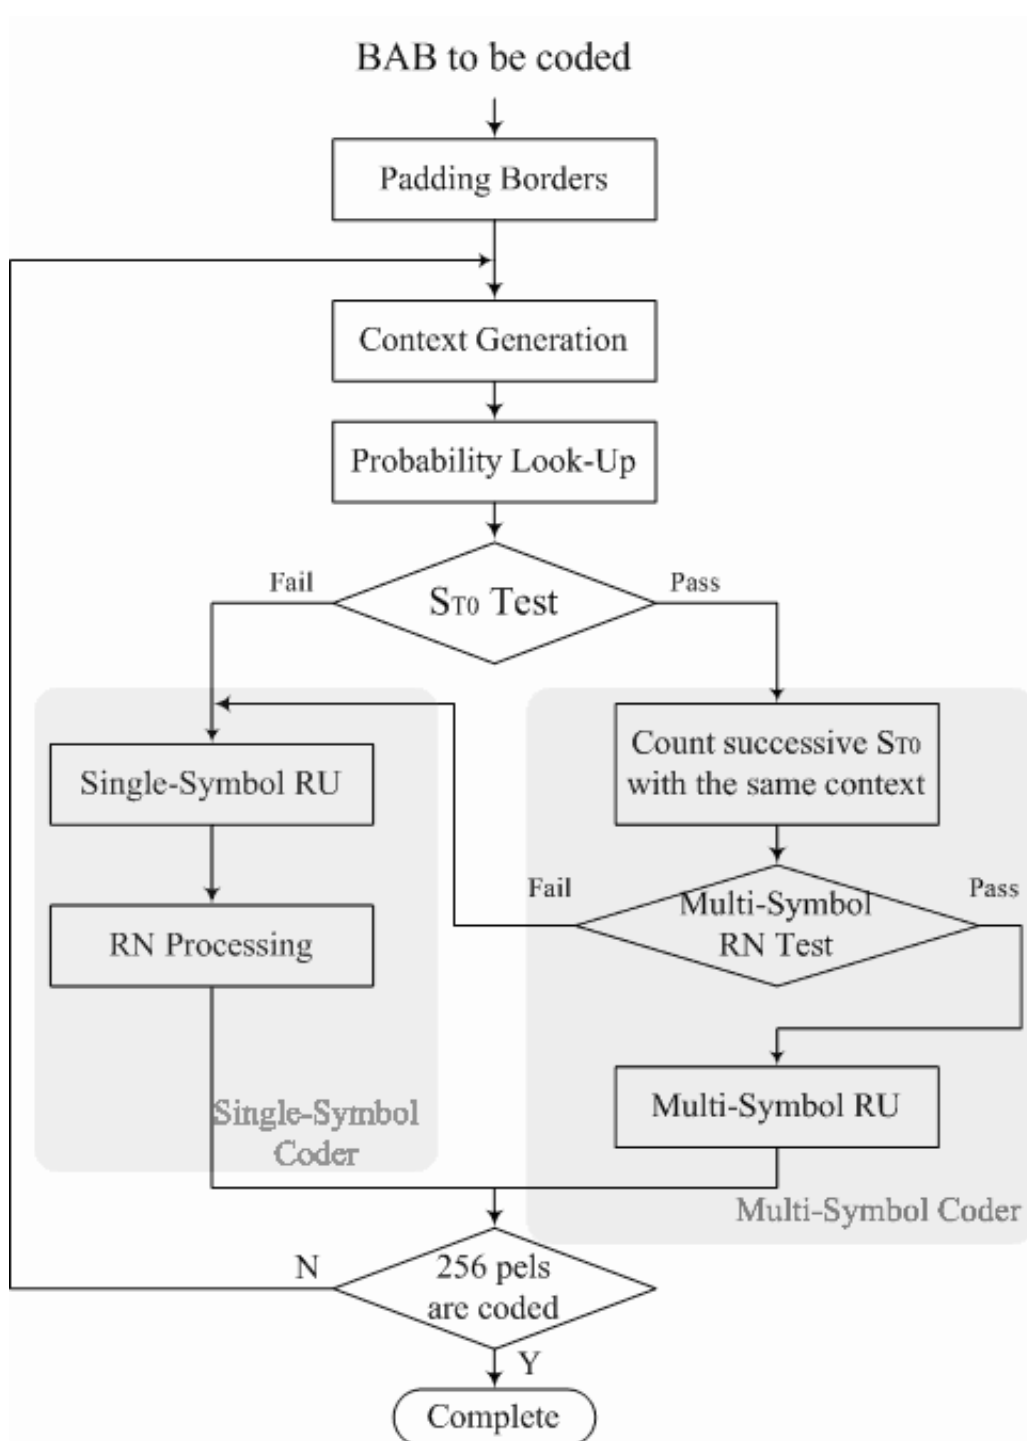 BAB to be coded
Padding Borders
Context Generation
Probability Look-Up
Fail
Pass
ST0 Test
Single-Symbol RU
Count successive ST0
with the same context
Fail
Pass
Multi-Symbol
RN Test
RN Processing
Multi-Symbol RU
Single-Symbol
Coder
Multi-Symbol Coder
N
256 pels
are coded
Y
Complete